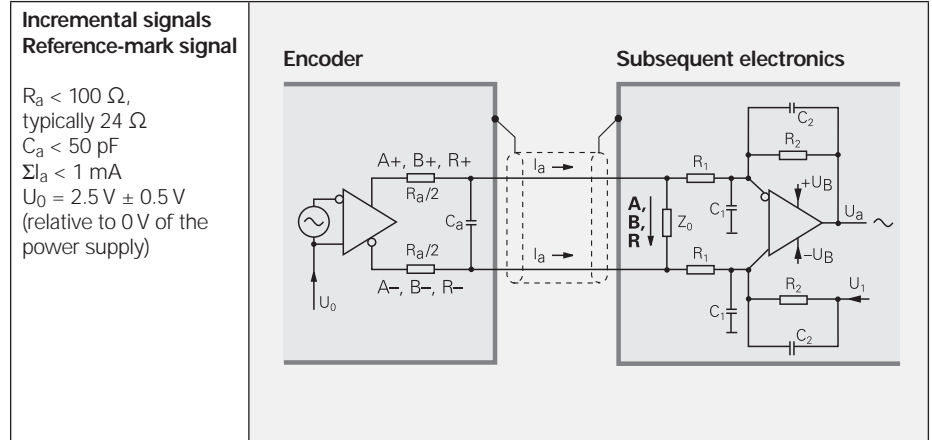 Incremental signals
Reference-mark signal
Ra < 100 Ω,
typically 24 Ω
Ca < 50 pF
ΣIa < 1 mA
U0 = 2.5 V ± 0.5 V
(relative to 0 V of the
power supply)
Encoder
Subsequent electronics
C2
R2
A+, B+, R+
Ia
R1
+UB
Ra/2
Ca
A,
B,
R
Z0
C1
Ua
Ra/2
Ia
R1
−UB
A−, B−, R−
U0
R2
U1
C1
C2